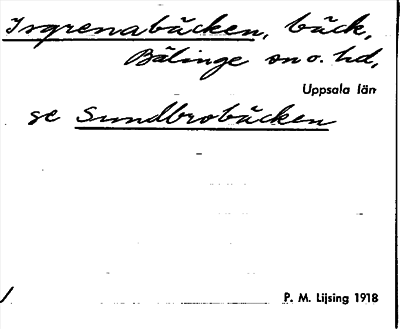 Isgrenabäcken, bäck,
Bälinge sn o. hd,
Uppsala län
se Sundbrobäcken
P. M. Lijsing 1918